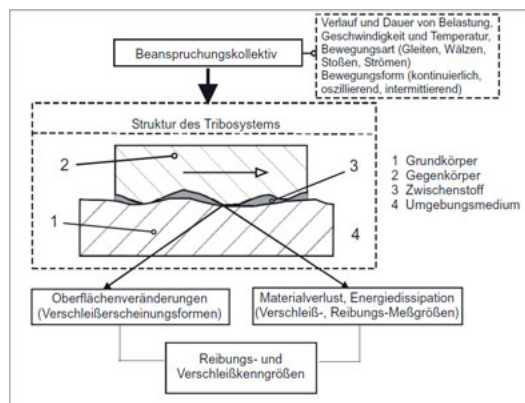 Verlauf und Dauer von Belastung,
Geschwindigkeit und Temperatur,
Bewegungsart (Gleiten, Wälzen,
Stoßen, Strömen)
Bewegungsform (kontinuierlich,
oszillierend, intermittierend)
Beanspruchungskollektiv
Struktur des Tribosystems
2
3
1
4
1 Grundkörper
2 Gegenkörper
3 Zwischenstoff
4 Umgebungsmedium
Oberflächenveränderungen
(Verschleißerscheinungsformen)
Materialverlust, Energiedissipation
(Verschleiß-, Reibungs-Meßgrößen)
Reibungs- und
Verschleißkenngrößen